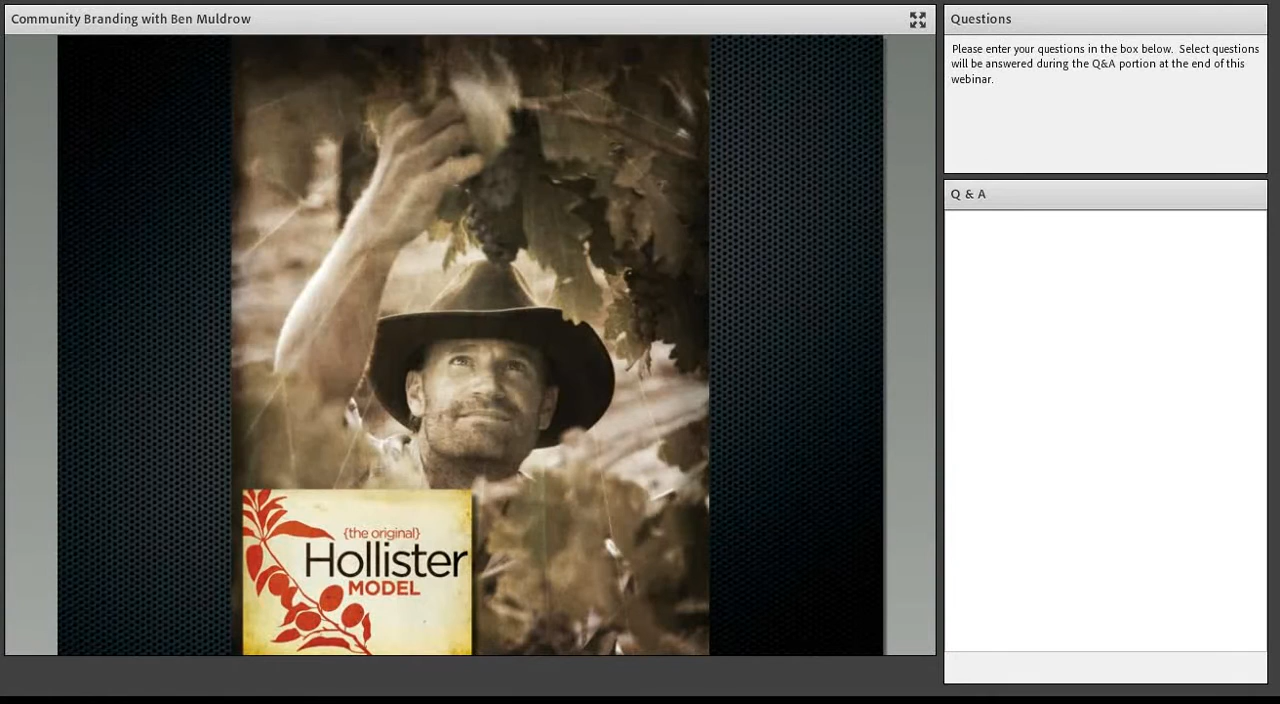 Community Branding with Ben Muldrow
{the original}
Hollister
MODEL
Questions
Please enter your questions in the box below. Select questions
will be answered during the Q&A portion at the end of this
webinar.
Q & A